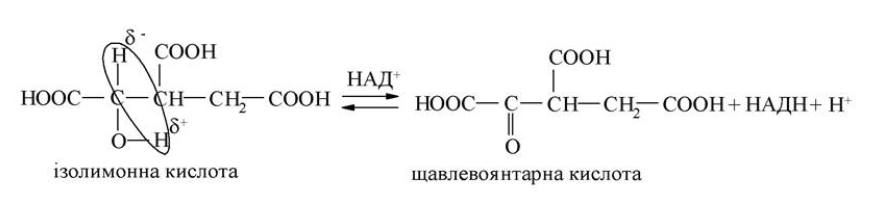 δ -
H COOH
HOOC—C—CH—CH₂—COOH
δ⁺
O—H
НАД⁺
COOH
HOOC—C—CH—CH₂—COOH + НАДН + Н⁺
O
ізолимонна кислота
щавлевоянтарна кислота